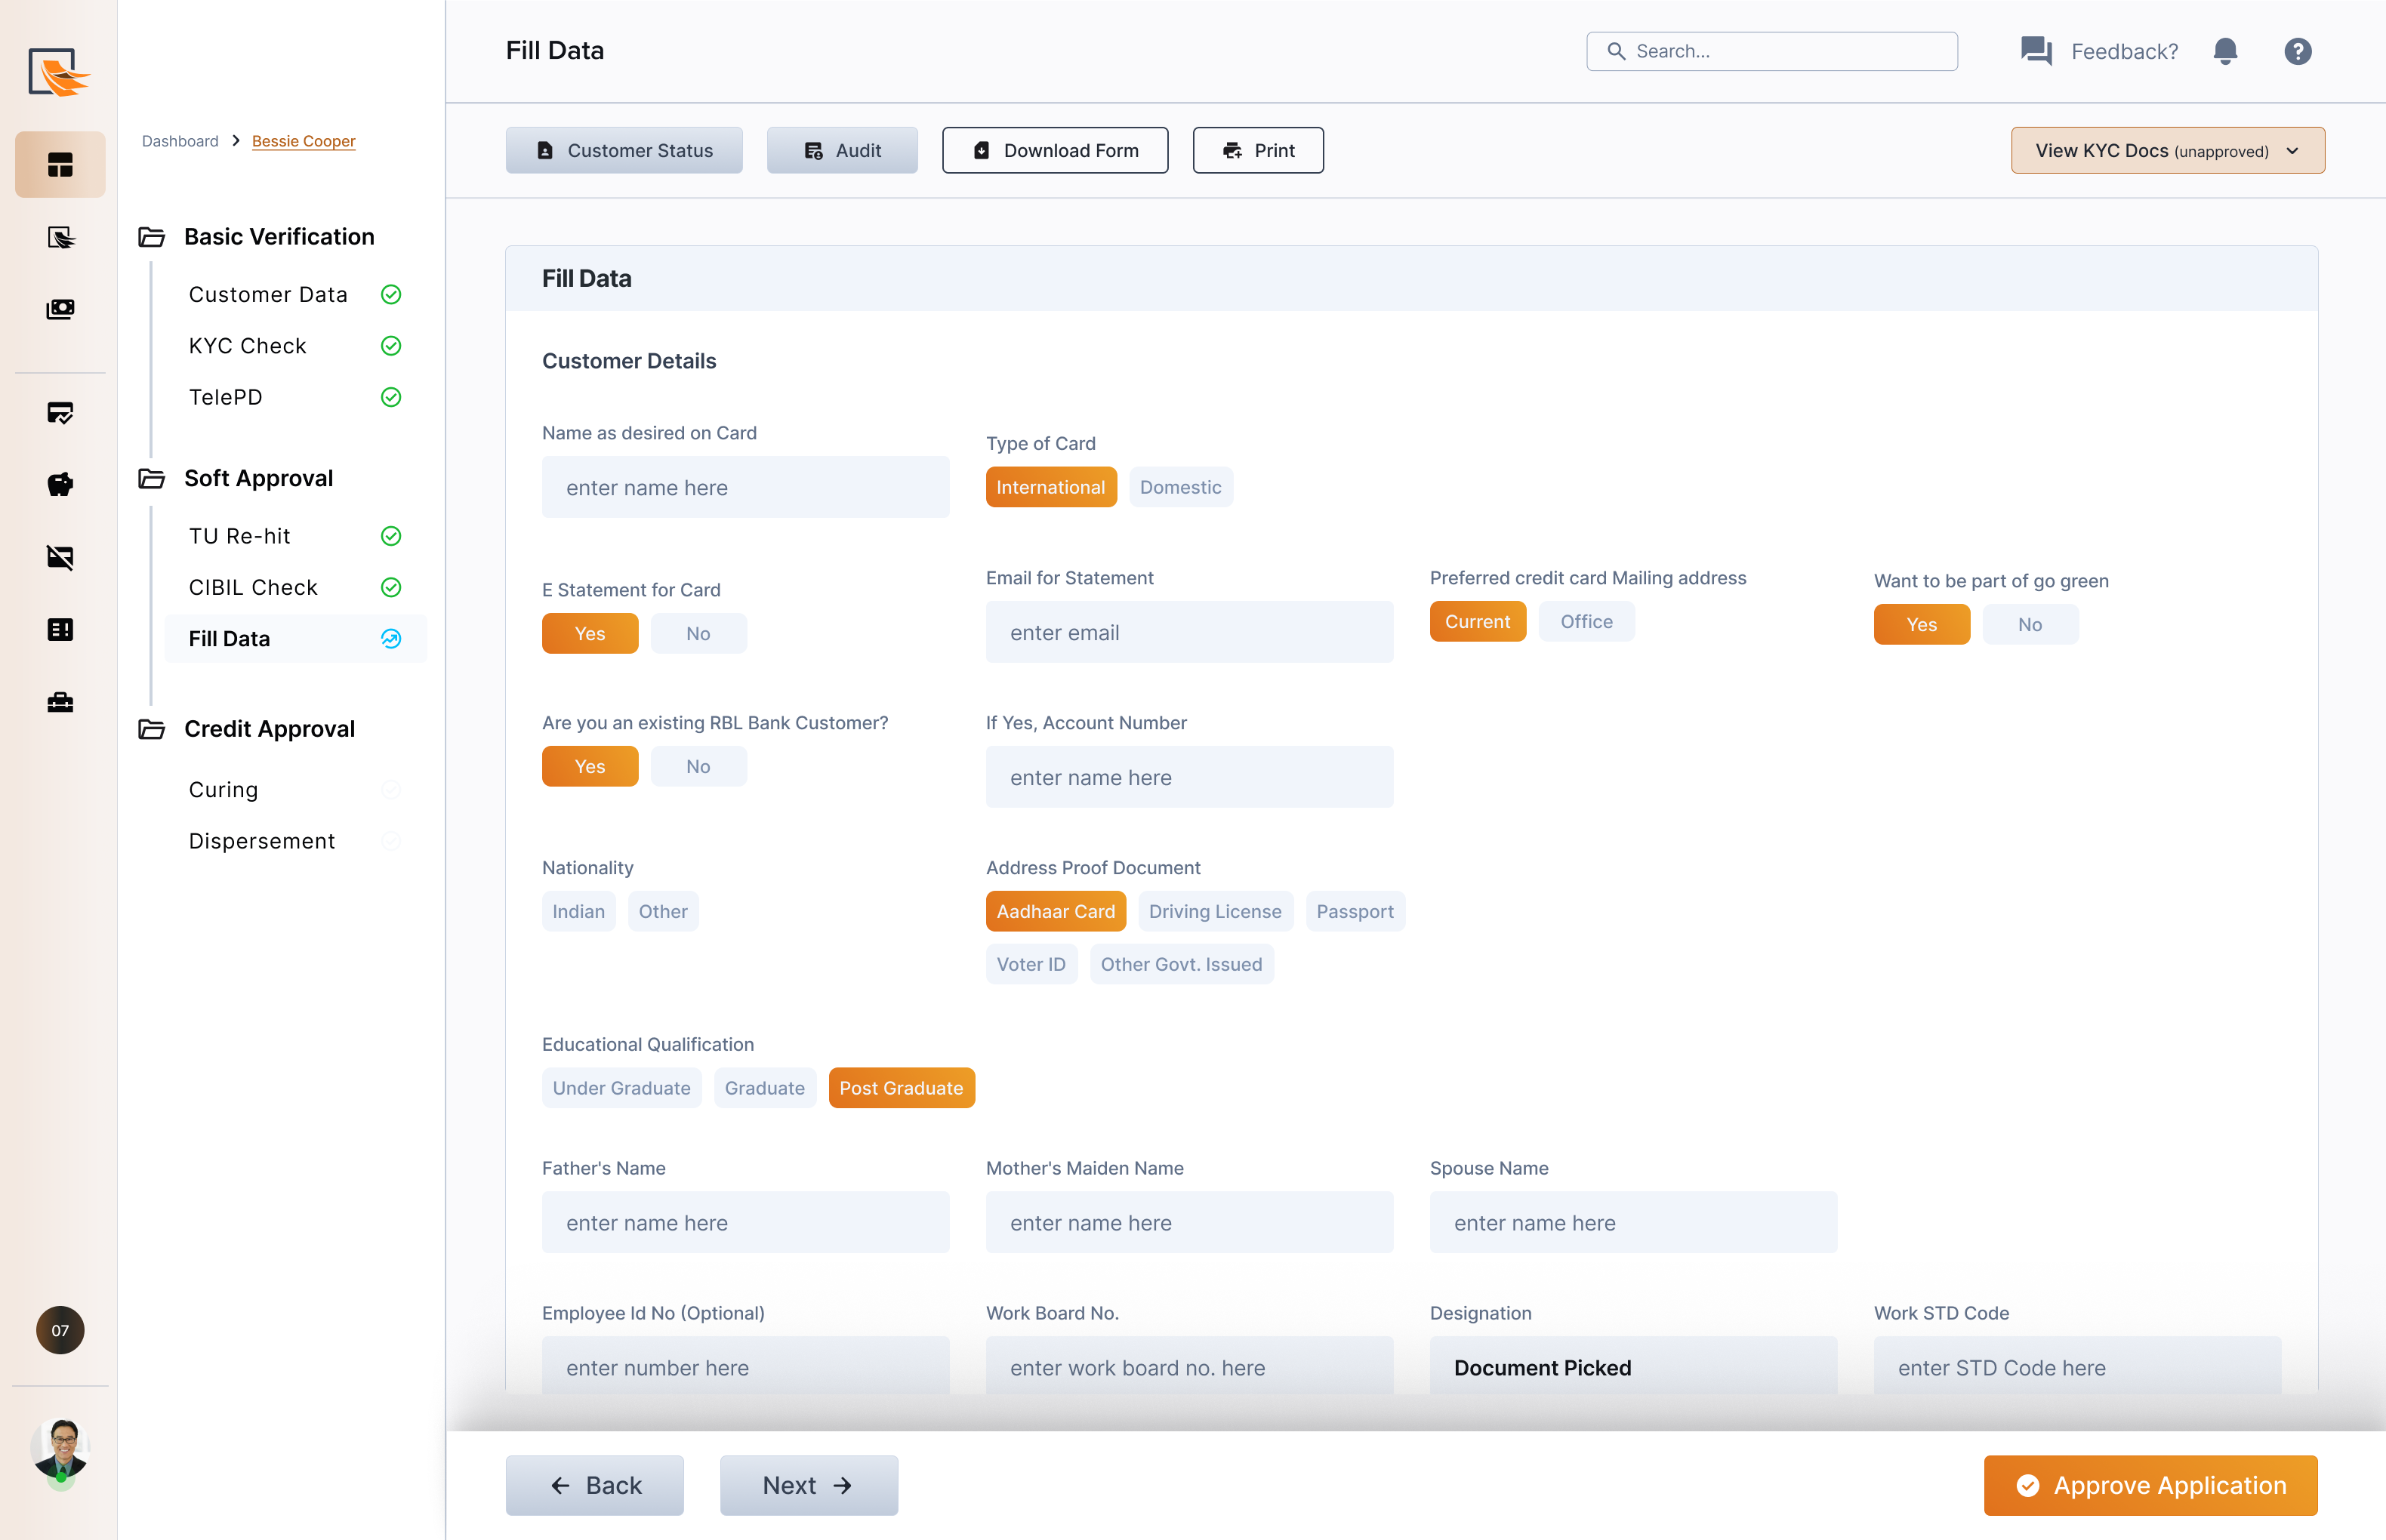 Fill Data
Search...
Feedback?
Dashboard > Bessie Cooper
Customer Status
Audit
Download Form
Print
View KYC Docs (unapproved)
Basic Verification
Customer Data
KYC Check
TelePD
Soft Approval
TU Re-hit
CIBIL Check
Fill Data
Credit Approval
Curing
Dispersement
07
Fill Data
Customer Details
Name as desired on Card
enter name here
Type of Card
International
Domestic
E Statement for Card
Yes
No
Email for Statement
enter email
Preferred credit card Mailing address
Current
Office
Want to be part of go green
Yes
No
Are you an existing RBL Bank Customer?
Yes
No
If Yes, Account Number
enter name here
Nationality
Indian
Other
Address Proof Document
Aadhaar Card
Driving License
Passport
Voter ID
Other Govt. Issued
Educational Qualification
Under Graduate
Graduate
Post Graduate
Father's Name
enter name here
Mother's Maiden Name
enter name here
Spouse Name
enter name here
Employee Id No (Optional)
enter number here
Work Board No.
enter work board no. here
Designation
Document Picked
Work STD Code
enter STD Code here
Back
Next
Approve Application